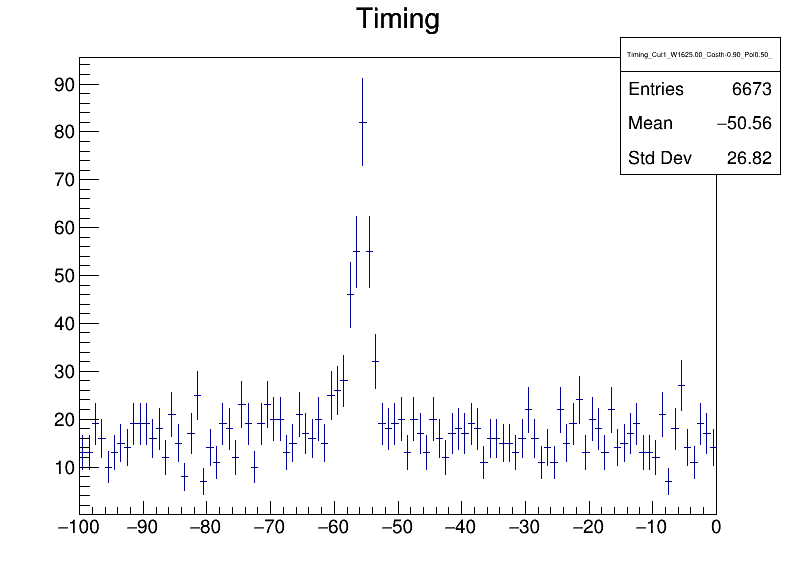 Timing
Timing_Cut1_W1625.00_Costh-0.90_Pol0.50_
Entries 6673
Mean −50.56
Std Dev 26.82
90
80
70
60
50
40
30
20
10
−100 −90 −80 −70 −60 −50 −40 −30 −20 −10 0